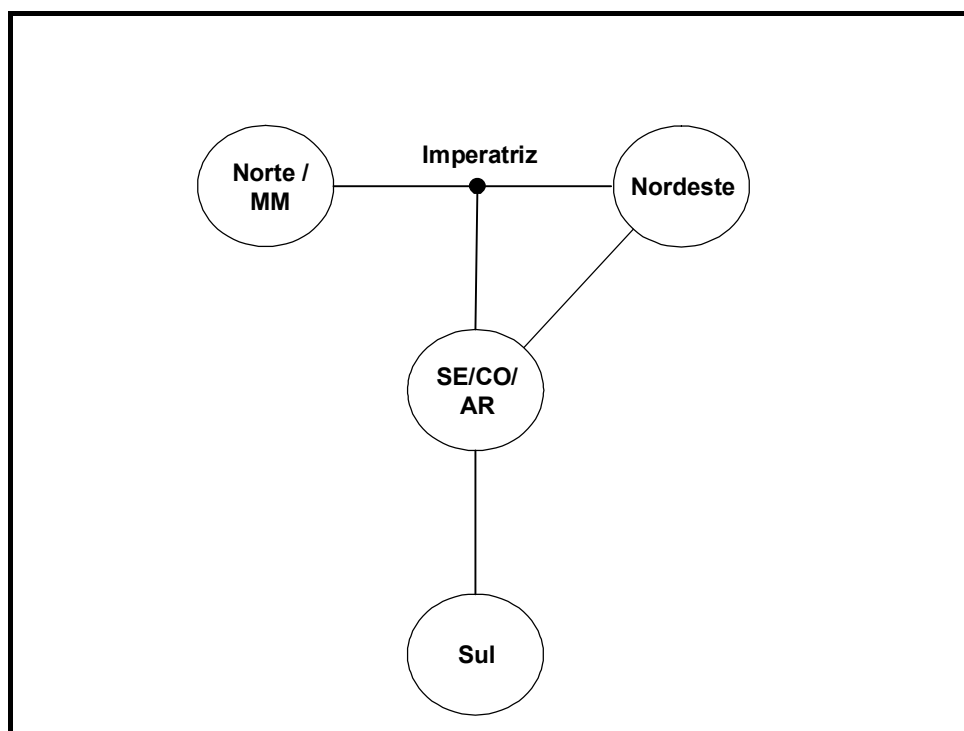 Imperatriz
Norte /
MM
Nordeste
SE/CO/
AR
Sul